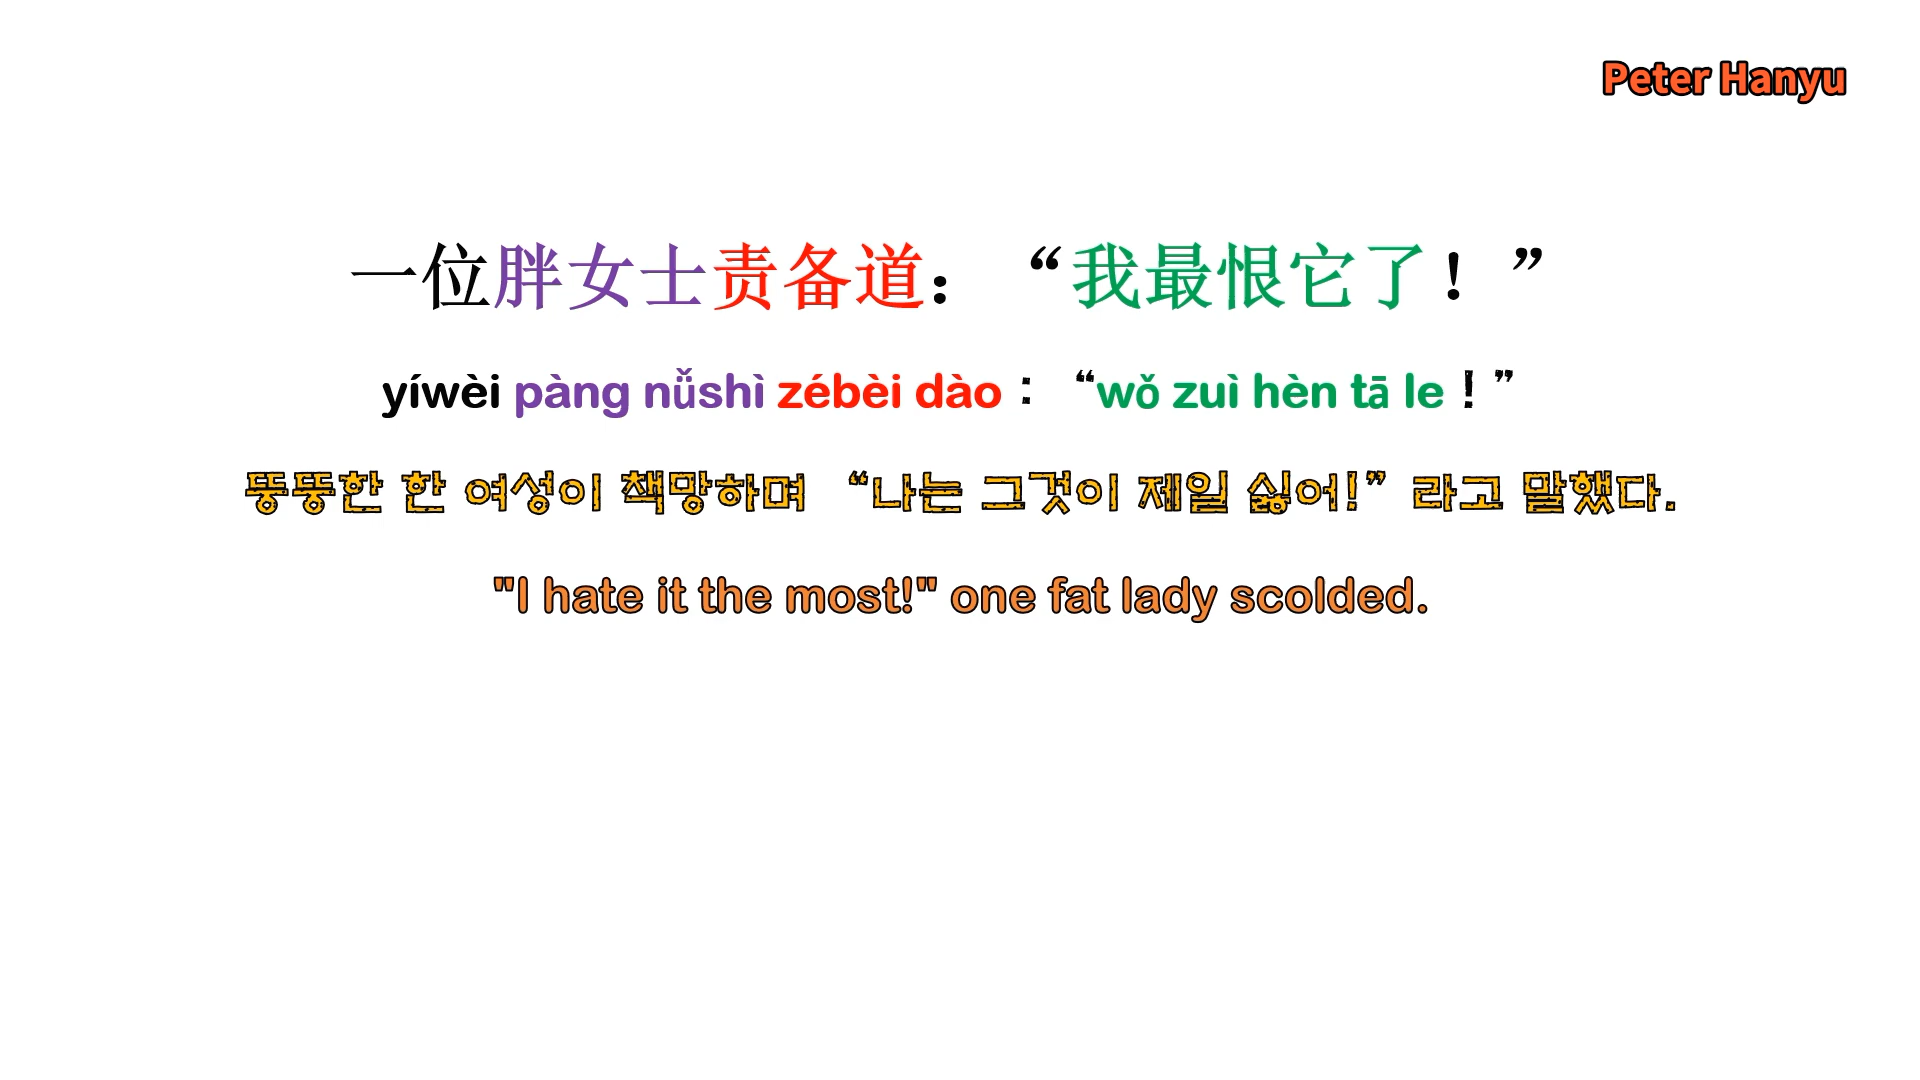 Peter Hanyu
一位胖女士责备道：“我最恨它了！”
yíwèi pàng nǚshì zébèi dào：“wǒ zuì hèn tā le！”
뚱뚱한 한 여성이 책망하며 “나는 그것이 제일 싫어!” 라고 말했다.
"I hate it the most!" one fat lady scolded.